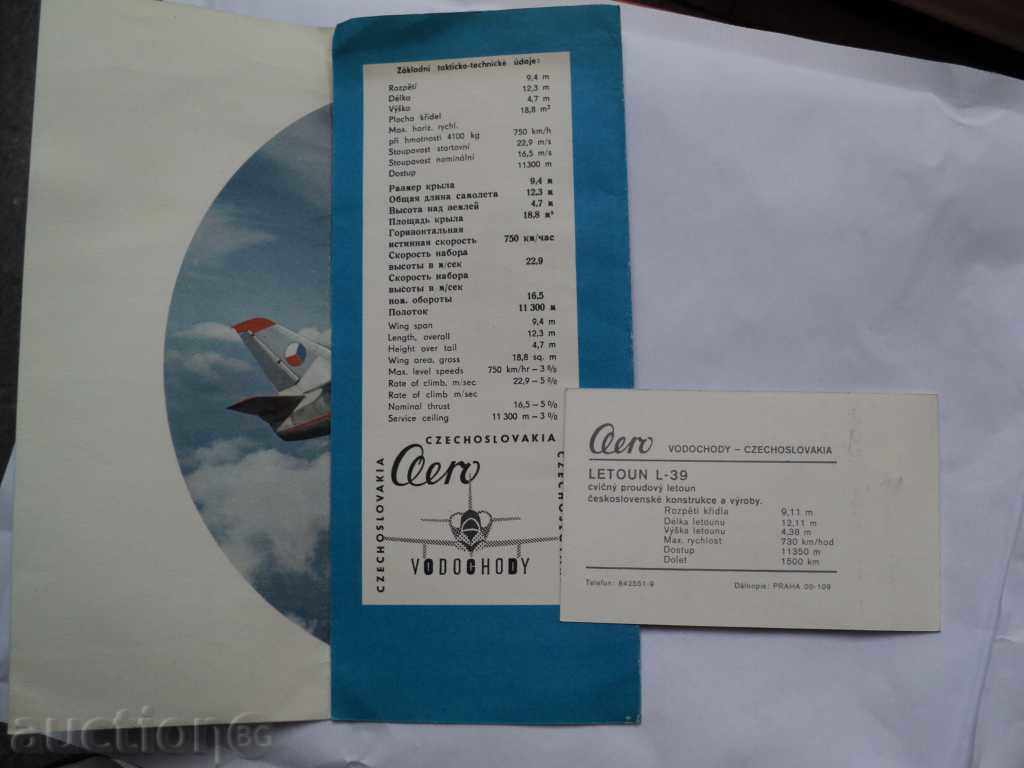 Základní takticko-technické údaje:
Rozpětí 9,4 m
Délka 12,3 m
Výška 4,7 m
Plocha křídel 18,8 m²
Max. horiz. rychl.
při hmotnosti 4100 kg 750 km/h
Stoupavost startovní 22,9 m/s
Stoupavost nominální 16,5 m/s
Dostup 11300 m
Размер крыла 9,4 м
Общая длина самолета 12,3 м
Высота над землей 4,7 м
Площадь крыла 18,8 м²
Горизонтальная
истинная скорость 750 км/час
Скорость набора
высоты в м/сек 22,9
Скорость набора
высоты в м/сек
ном. обороты 16,5
Полоток 11 300 м
Wing span 9,4 m
Length, overall 12,3 m
Height over tail 4,7 m
Wing area, gross 18,8 sq. m
Max. level speeds 750 km/hr – 3 %
Rate of climb, m/sec 22,9 – 5 %
Rate of climb m/sec
Nominal thrust 16,5 – 5 %
Service ceiling 11 300 m – 3 %
CZECHOSLOVAKIA
CZECHOSLOVAKIA
Aero
VODOCHODY
Aero VODOCHODY – CZECHOSLOVAKIA
LETOUN L-39
cvičný proudový letoun
československé konstrukce a výroby.
Rozpětí křídla 9,11 m
Délka letounu 12,11 m
Výška letounu 4,38 m
Max. rychlost 730 km/hod
Dostup 11350 m
Dolet 1500 km
Telefon: 842551-9 Dálnopis: PRAHA 00-109
auction BG